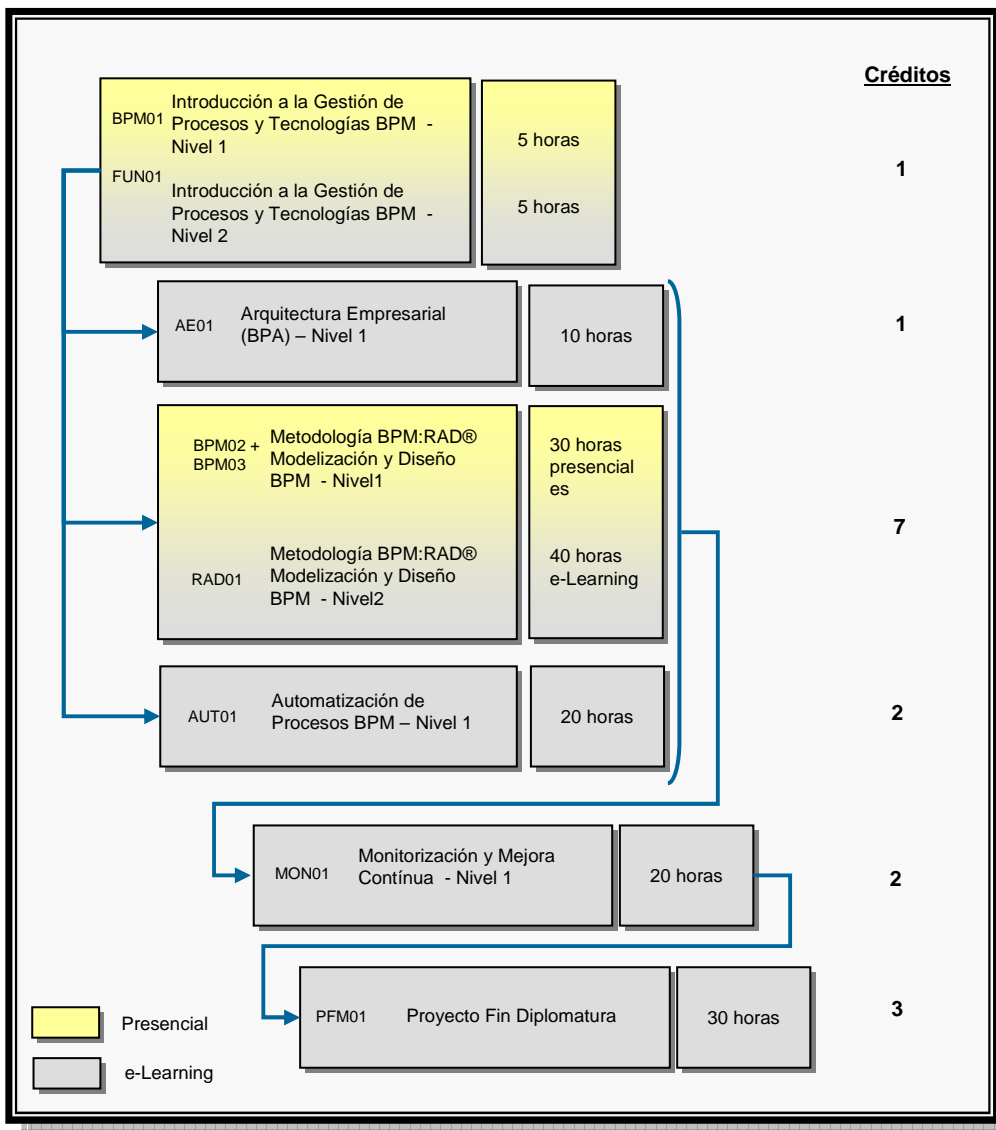 Créditos
BPM01
Introducción a la Gestión de
Procesos y Tecnologías BPM -
Nivel 1
5 horas
1
FUN01
Introducción a la Gestión de
Procesos y Tecnologías BPM -
Nivel 2
5 horas
AE01
Arquitectura Empresarial
(BPA) – Nivel 1
10 horas
1
BPM02 +
BPM03
Metodología BPM:RAD®
Modelización y Diseño
BPM - Nivel1
30 horas
presencial
es
7
RAD01
Metodología BPM:RAD®
Modelización y Diseño
BPM - Nivel2
40 horas
e-Learning
AUT01
Automatización de
Procesos BPM – Nivel 1
20 horas
2
MON01
Monitorización y Mejora
Contínua - Nivel 1
20 horas
2
PFM01
Proyecto Fin Diplomatura
30 horas
3
Presencial
e-Learning